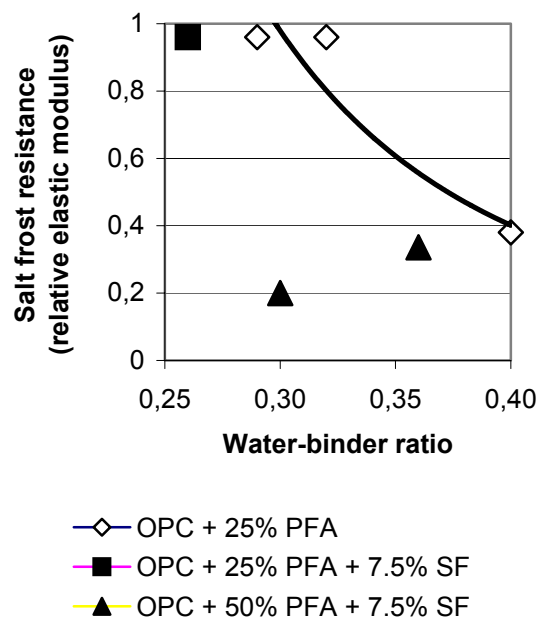 Salt frost resistance
(relative elastic modulus)
1
0,8
0,6
0,4
0,2
0
0,25 0,30 0,35 0,40
Water-binder ratio
OPC + 25% PFA
OPC + 25% PFA + 7.5% SF
OPC + 50% PFA + 7.5% SF